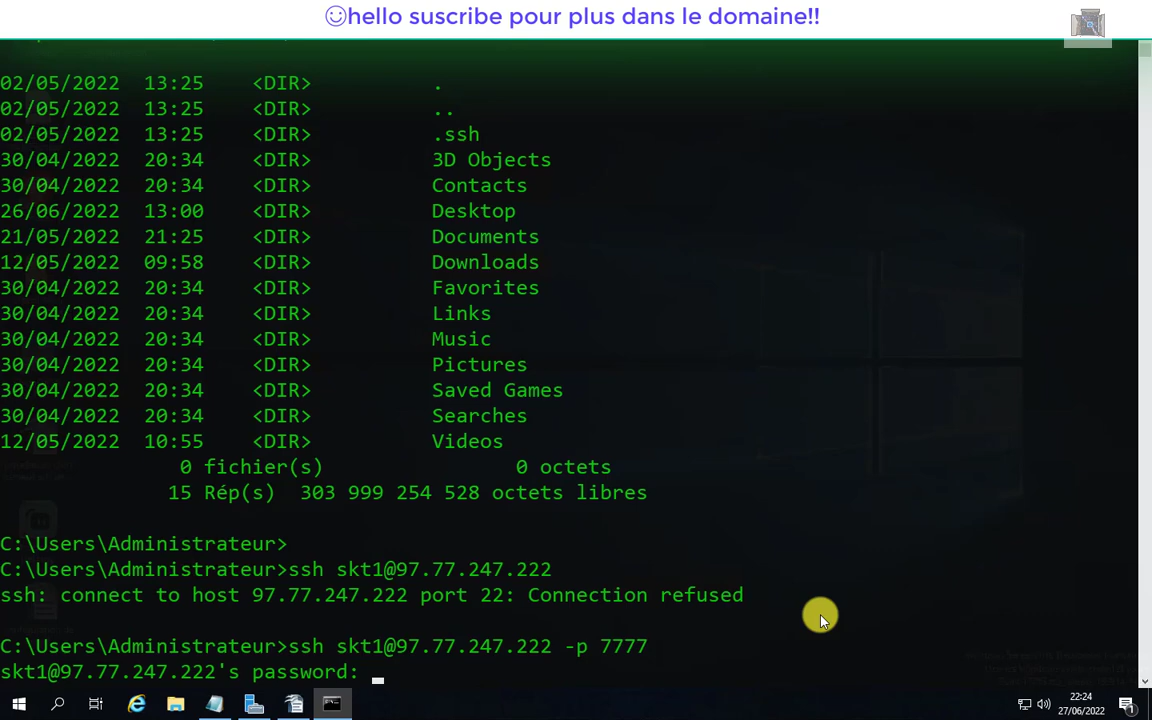 hello suscribe pour plus dans le domaine!!
02/05/2022 13:25 <DIR> .
02/05/2022 13:25 <DIR> ..
02/05/2022 13:25 <DIR> .ssh
30/04/2022 20:34 <DIR> 3D Objects
30/04/2022 20:34 <DIR> Contacts
26/06/2022 13:00 <DIR> Desktop
21/05/2022 21:25 <DIR> Documents
12/05/2022 09:58 <DIR> Downloads
30/04/2022 20:34 <DIR> Favorites
30/04/2022 20:34 <DIR> Links
30/04/2022 20:34 <DIR> Music
30/04/2022 20:34 <DIR> Pictures
30/04/2022 20:34 <DIR> Saved Games
30/04/2022 20:34 <DIR> Searches
12/05/2022 10:55 <DIR> Videos
0 fichier(s) 0 octets
15 Rép(s) 303 999 254 528 octets libres
C:\Users\Administrateur>
C:\Users\Administrateur>ssh skt1@97.77.247.222
ssh: connect to host 97.77.247.222 port 22: Connection refused
C:\Users\Administrateur>ssh skt1@97.77.247.222 -p 7777
skt1@97.77.247.222's password:
22:24
27/06/2022
1